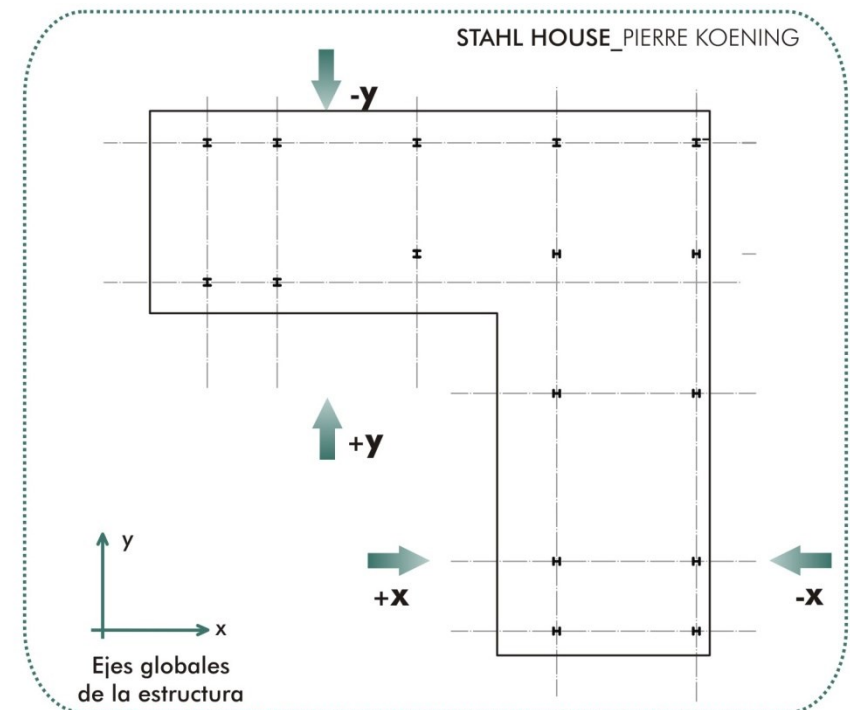 STAHL HOUSE_PIERRE KOENING
-y
+y
+x
-x
y
x
Ejes globales
de la estructura